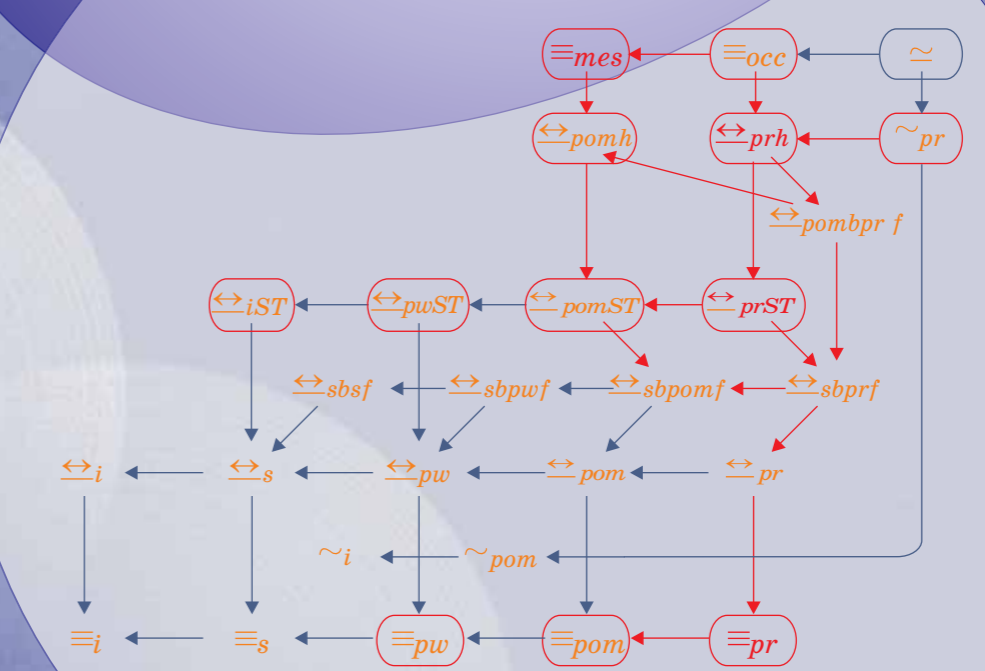 ≡mes ≡occ ≃
↔pomh ↔prh ∼pr
↔pombpr f
↔iST ↔pwST ↔pomST ↔prST
↔sbsf ↔sbpwf ↔sbpomf ↔sbprf
↔i ↔s ↔pw ↔pom ↔pr
∼i ∼pom
≡i ≡s ≡pw ≡pom ≡pr